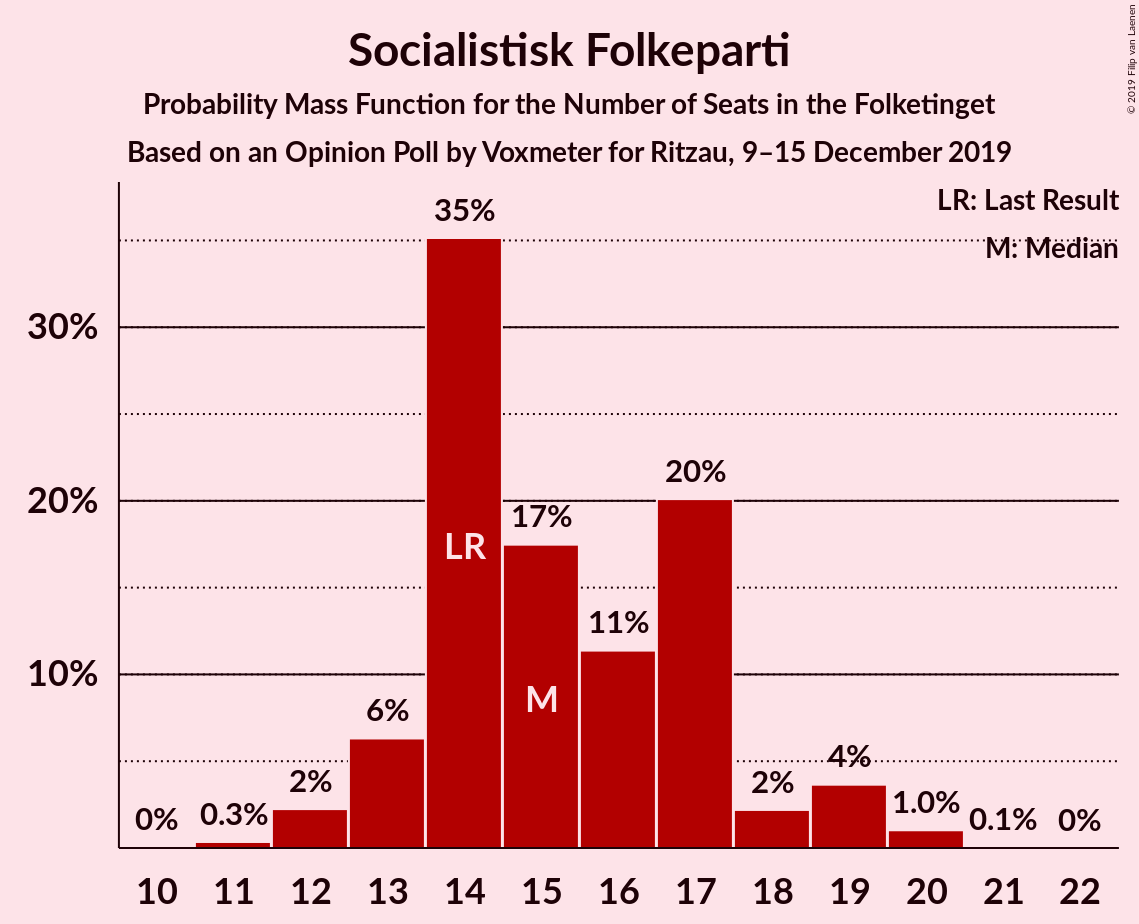 Socialistisk Folkeparti
Probability Mass Function for the Number of Seats in the Folketinget
Based on an Opinion Poll by Voxmeter for Ritzau, 9–15 December 2019
© 2019 Filip van Laenen
LR: Last Result
M: Median
30%
20%
10%
0%
0.3%
2%
6%
35%
17%
11%
20%
2%
4%
1.0%
0.1%
0%
LR
M
10 11 12 13 14 15 16 17 18 19 20 21 22